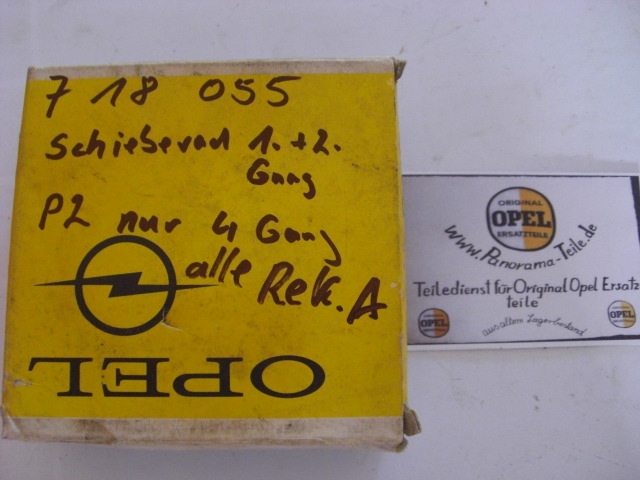 7 18 055
Schieberad 1. + 2.
Gang
P2 nur 4 Gang
alle Rek. A
OPEL
ORIGINAL
OPEL
ERSATZTEILE
www.Panorama-Teile.de
Teiledienst für Original Opel Ersatz
teile
OPEL
aus altem Lagerbestand
OPEL